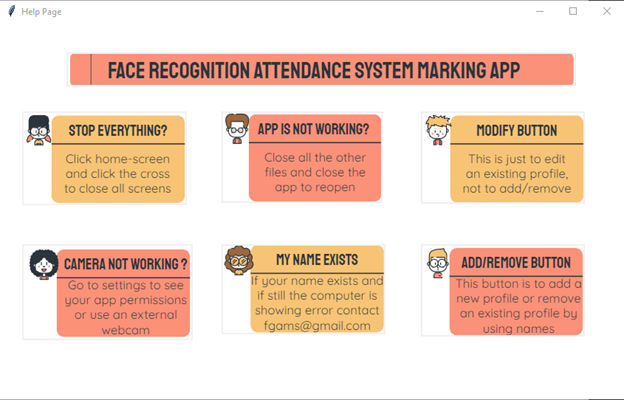 Help Page
FACE RECOGNITION ATTENDANCE SYSTEM MARKING APP
STOP EVERYTHING?
Click home-screen
and click the cross
to close all screens
APP IS NOT WORKING?
Close all the other
files and close the
app to reopen
MODIFY BUTTON
This is just to edit
an existing profile,
not to add/remove
CAMERA NOT WORKING ?
Go to settings to see
your app permissions
or use an external
webcam
MY NAME EXISTS
If your name exists and
if still the computer is
showing error contact
fgams@gmail.com
ADD/REMOVE BUTTON
This button is to add a
new profile or remove
an existing profile by
using names